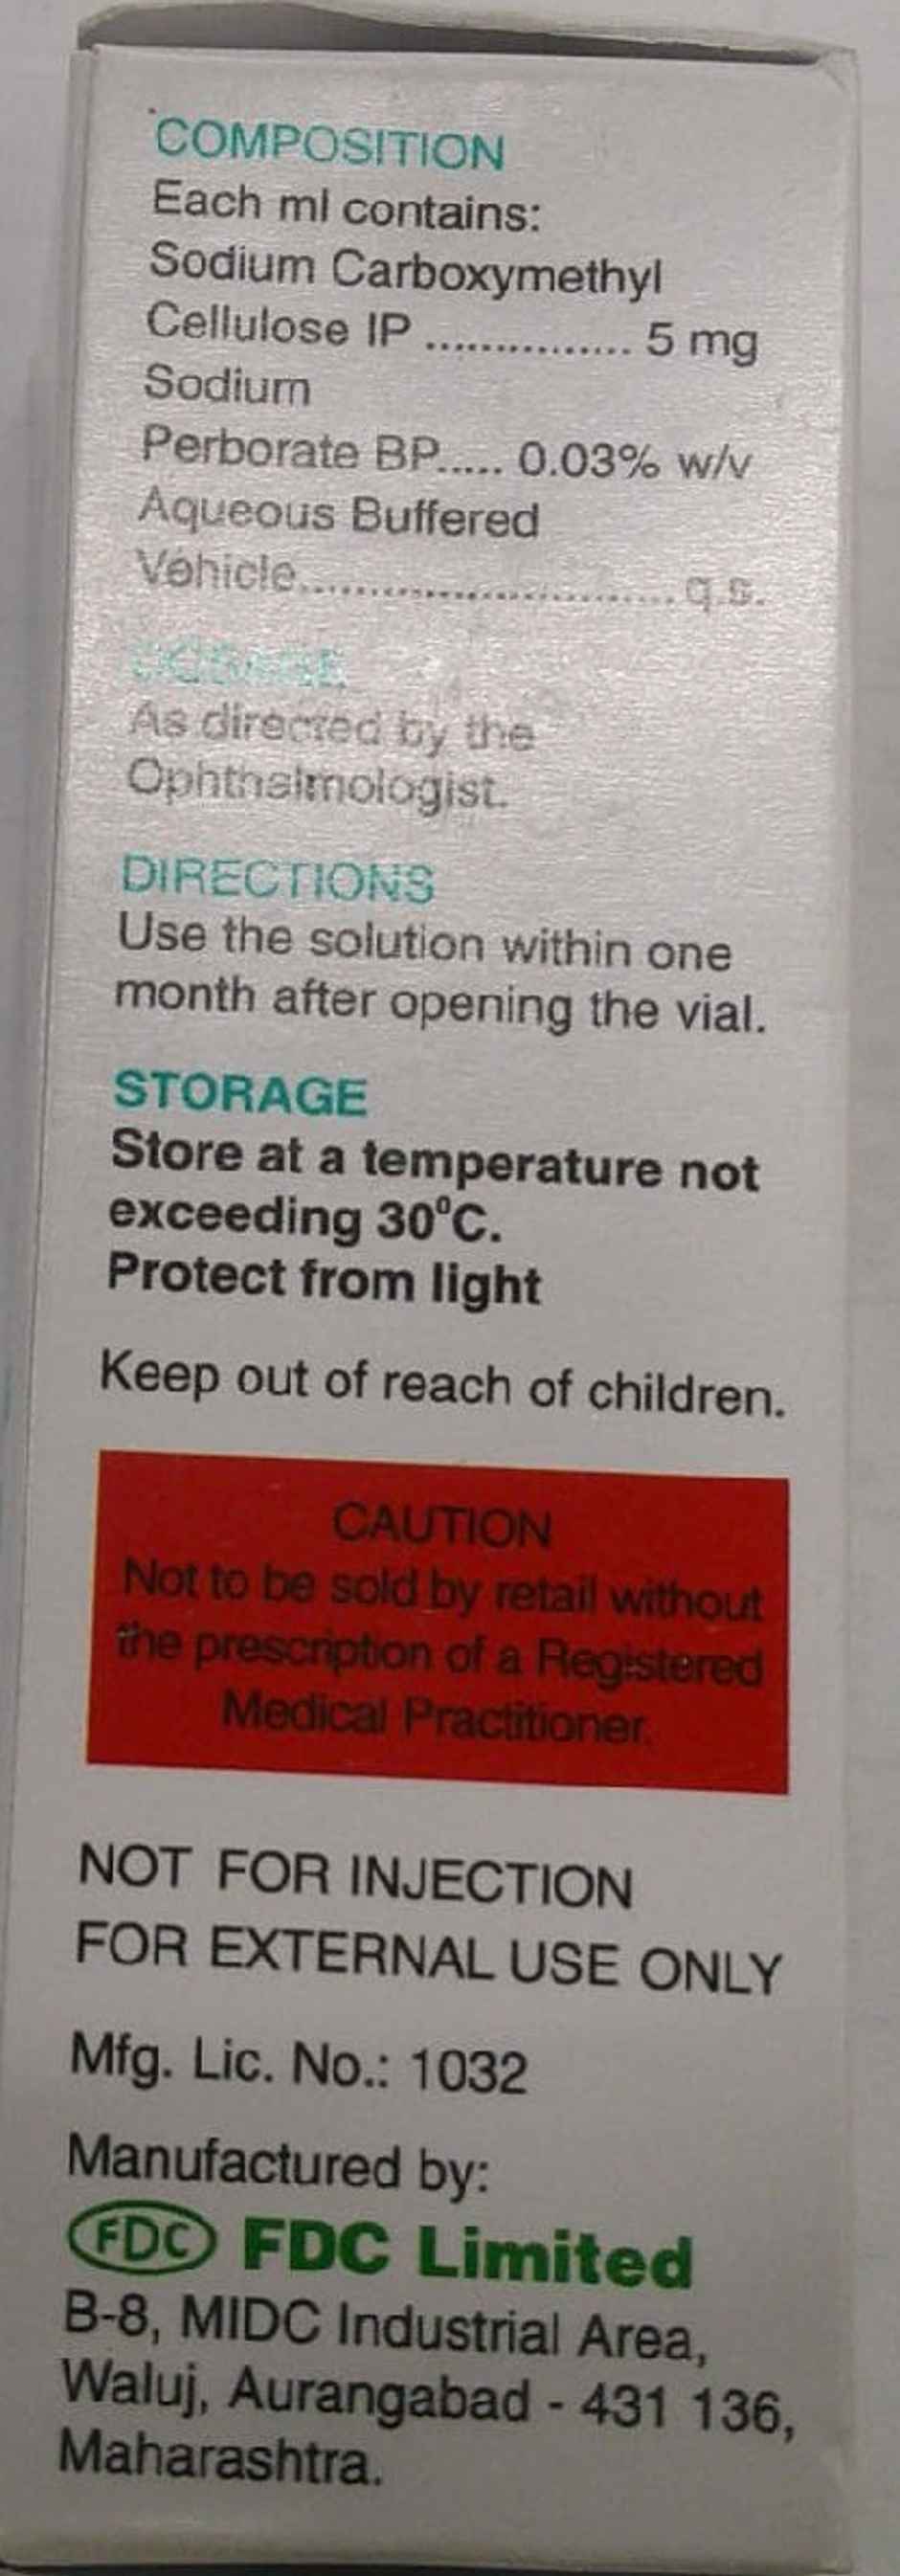 COMPOSITION
Each ml contains:
Sodium Carboxymethyl
Cellulose IP ............... 5 mg
Sodium
Perborate BP..... 0.03% w/v
Aqueous Buffered
Vehicle............................ q.s.
DOSAGE
As directed by the
Ophthalmologist.
DIRECTIONS
Use the solution within one
month after opening the vial.
STORAGE
Store at a temperature not
exceeding 30°C.
Protect from light
Keep out of reach of children.
CAUTION
Not to be sold by retail without
the prescription of a Registered
Medical Practitioner.
NOT FOR INJECTION
FOR EXTERNAL USE ONLY
Mfg. Lic. No.: 1032
Manufactured by:
FDC FDC Limited
B-8, MIDC Industrial Area,
Waluj, Aurangabad - 431 136,
Maharashtra.